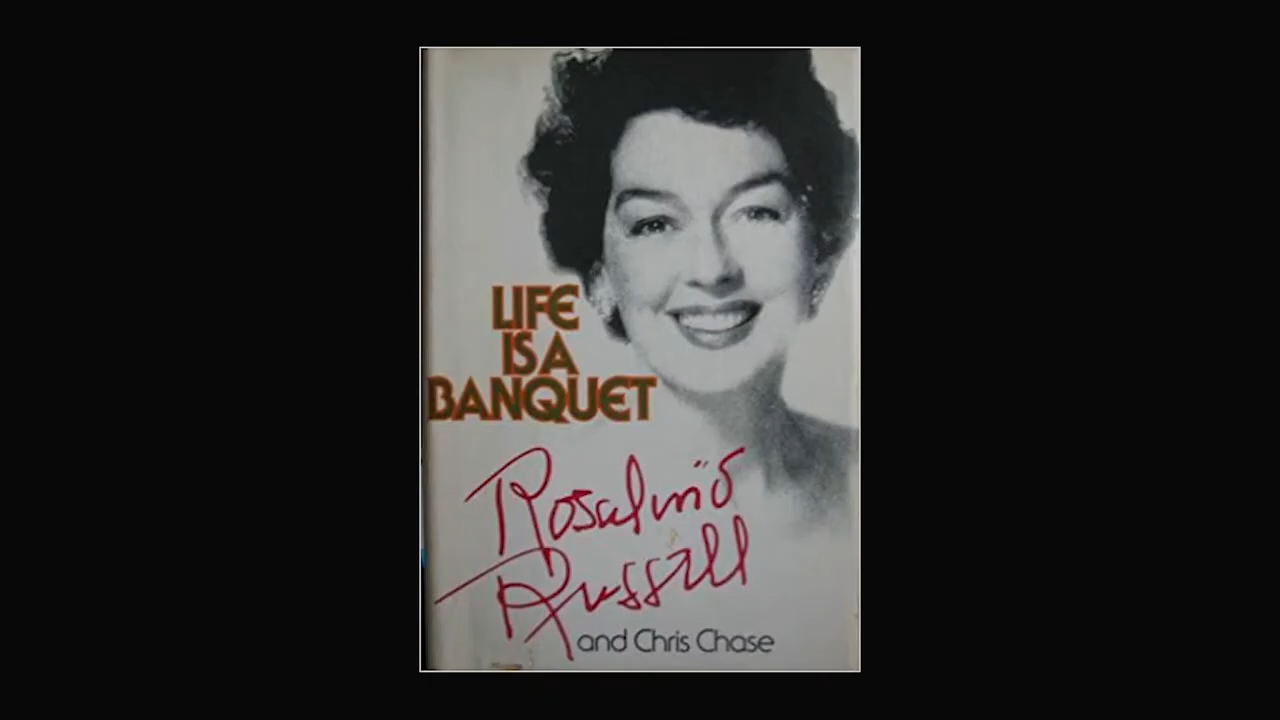 LIFE
IS A
BANQUET
Rosalind
Russell
and Chris Chase